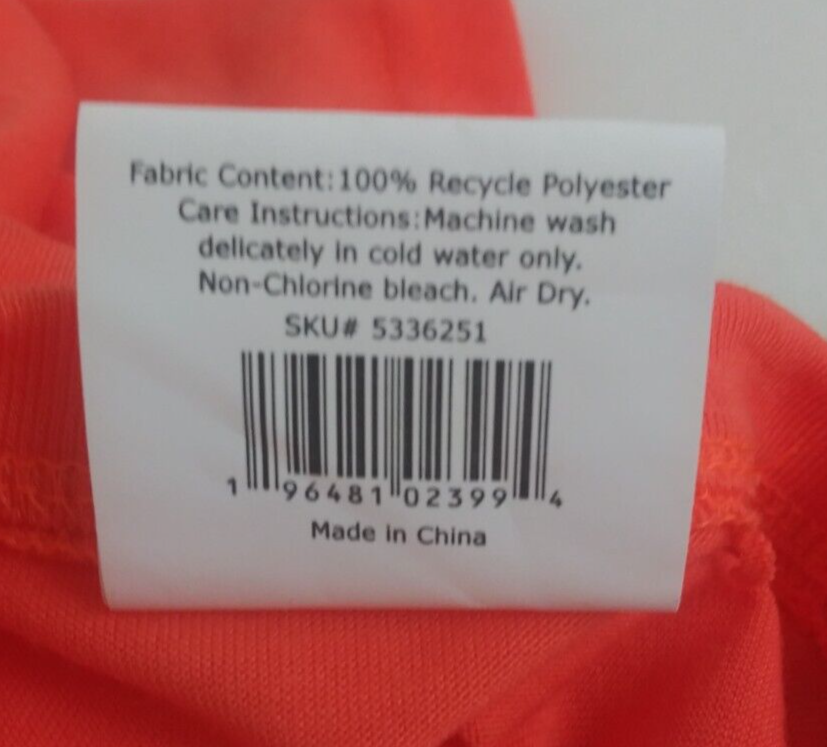 Fabric Content:100% Recycle Polyester
Care Instructions:Machine wash
delicately in cold water only.
Non-Chlorine bleach. Air Dry.
SKU# 5336251
1 96481 02399 4
Made in China